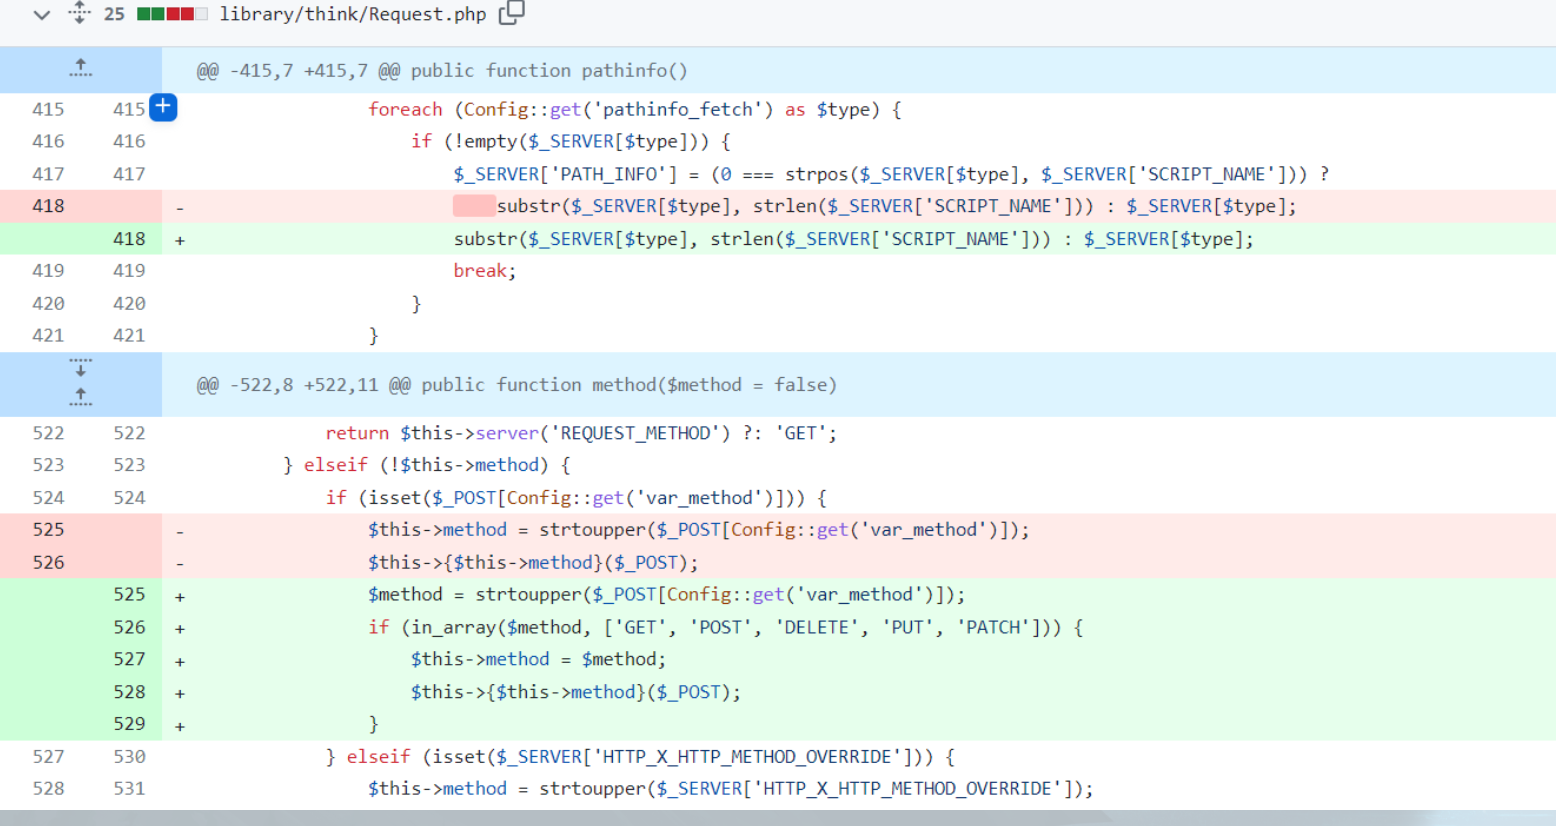 25 library/think/Request.php
@@ -415,7 +415,7 @@ public function pathinfo()
415 415 foreach (Config::get('pathinfo_fetch') as $type) {
416 416 if (!empty($_SERVER[$type])) {
417 417 $_SERVER['PATH_INFO'] = (0 === strpos($_SERVER[$type], $_SERVER['SCRIPT_NAME'])) ?
418 - substr($_SERVER[$type], strlen($_SERVER['SCRIPT_NAME'])) : $_SERVER[$type];
418 + substr($_SERVER[$type], strlen($_SERVER['SCRIPT_NAME'])) : $_SERVER[$type];
419 419 break;
420 420 }
421 421 }
@@ -522,8 +522,11 @@ public function method($method = false)
522 522 return $this->server('REQUEST_METHOD') ?: 'GET';
523 523 } elseif (!$this->method) {
524 524 if (isset($_POST[Config::get('var_method')])) {
525 - $this->method = strtoupper($_POST[Config::get('var_method')]);
526 - $this->{$this->method}($_POST);
525 + $method = strtoupper($_POST[Config::get('var_method')]);
526 + if (in_array($method, ['GET', 'POST', 'DELETE', 'PUT', 'PATCH'])) {
527 + $this->method = $method;
528 + $this->{$this->method}($_POST);
529 + }
527 530 } elseif (isset($_SERVER['HTTP_X_HTTP_METHOD_OVERRIDE'])) {
528 531 $this->method = strtoupper($_SERVER['HTTP_X_HTTP_METHOD_OVERRIDE']);